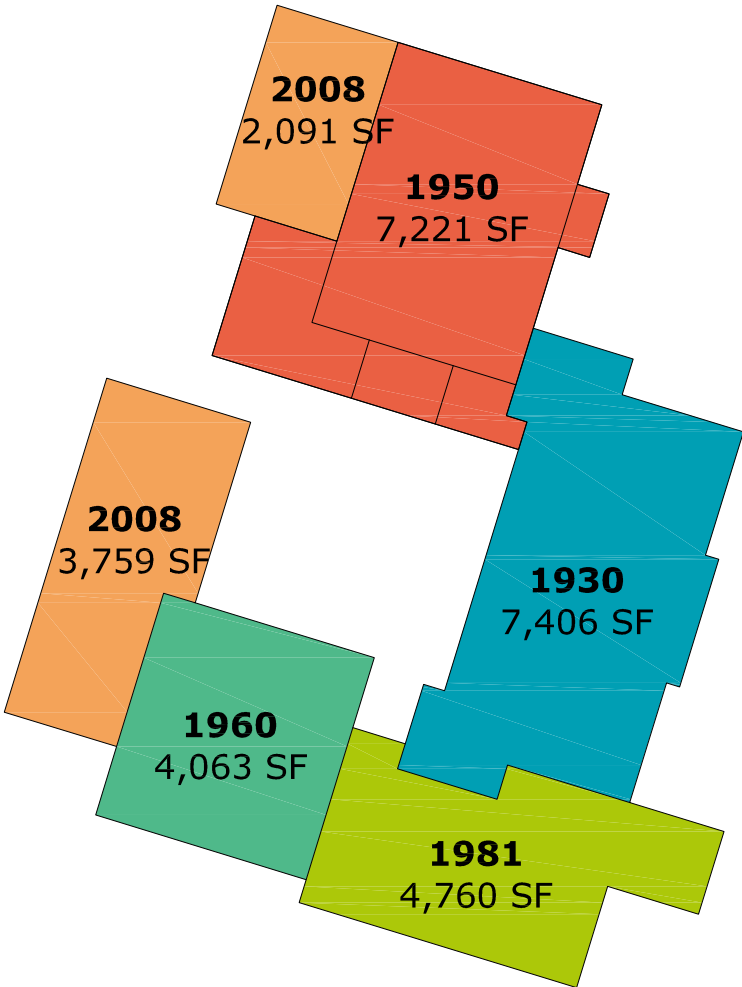 2008
2,091 SF
1950
7,221 SF
2008
3,759 SF
1930
7,406 SF
1960
4,063 SF
1981
4,760 SF